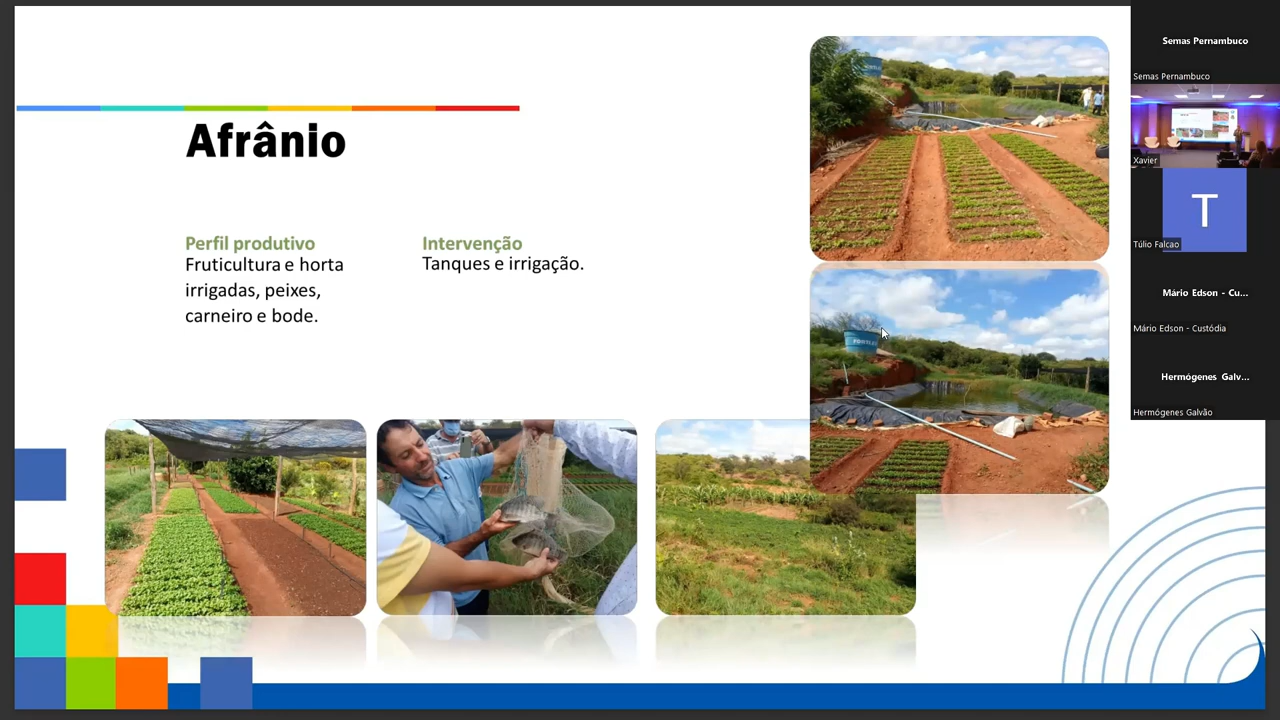 Afrânio
Perfil produtivo
Fruticultura e horta
irrigadas, peixes,
carneiro e bode.
Intervenção
Tanques e irrigação.
FORTLEV
Semas Pernambuco
Semas Pernambuco
Xavier
T
Túlio Falcao
Mário Edson - Cu...
Mário Edson - Custódia
Hermógenes Galv...
Hermógenes Galvão